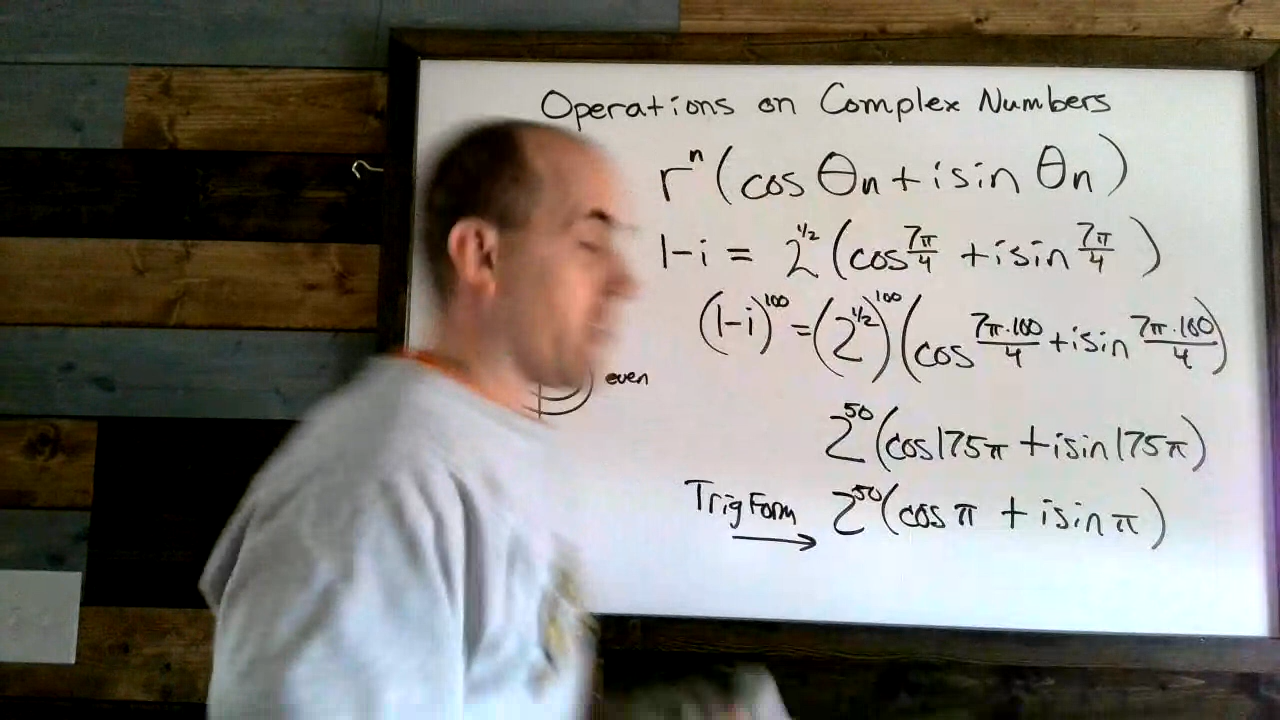 Operations on Complex Numbers
rⁿ(cos θn + i sin θn)
1-i = 2^1/2 (cos 7π/4 + i sin 7π/4)
(1-i)^100 = (2^1/2)^100 (cos 7π·100/4 + i sin 7π·100/4)
even
2^50 (cos 175π + i sin 175π)
Trig Form → 2^50 (cos π + i sin π)